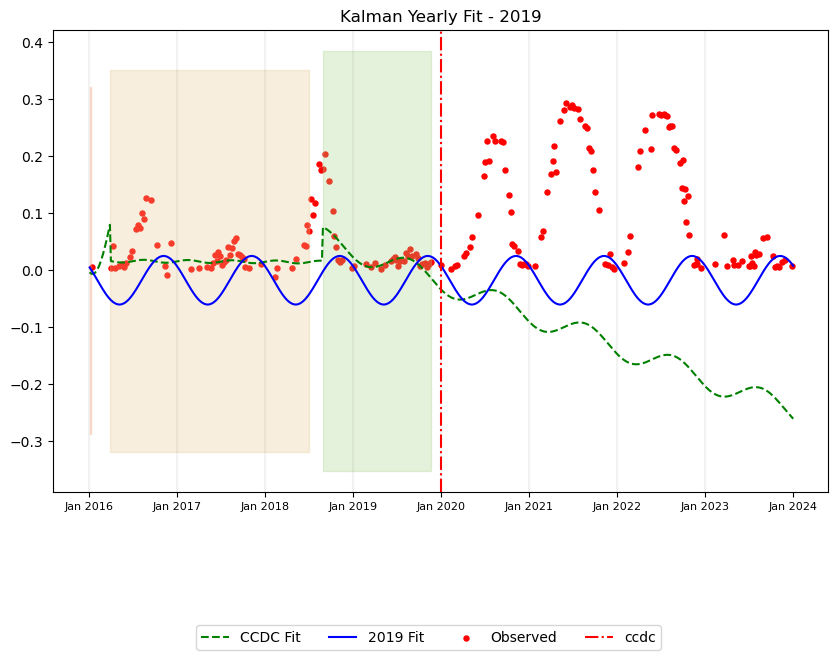 Kalman Yearly Fit - 2019
0.4
0.3
0.2
0.1
0.0
−0.1
−0.2
−0.3
Jan 2016 Jan 2017 Jan 2018 Jan 2019 Jan 2020 Jan 2021 Jan 2022 Jan 2023 Jan 2024
CCDC Fit 2019 Fit Observed ccdc